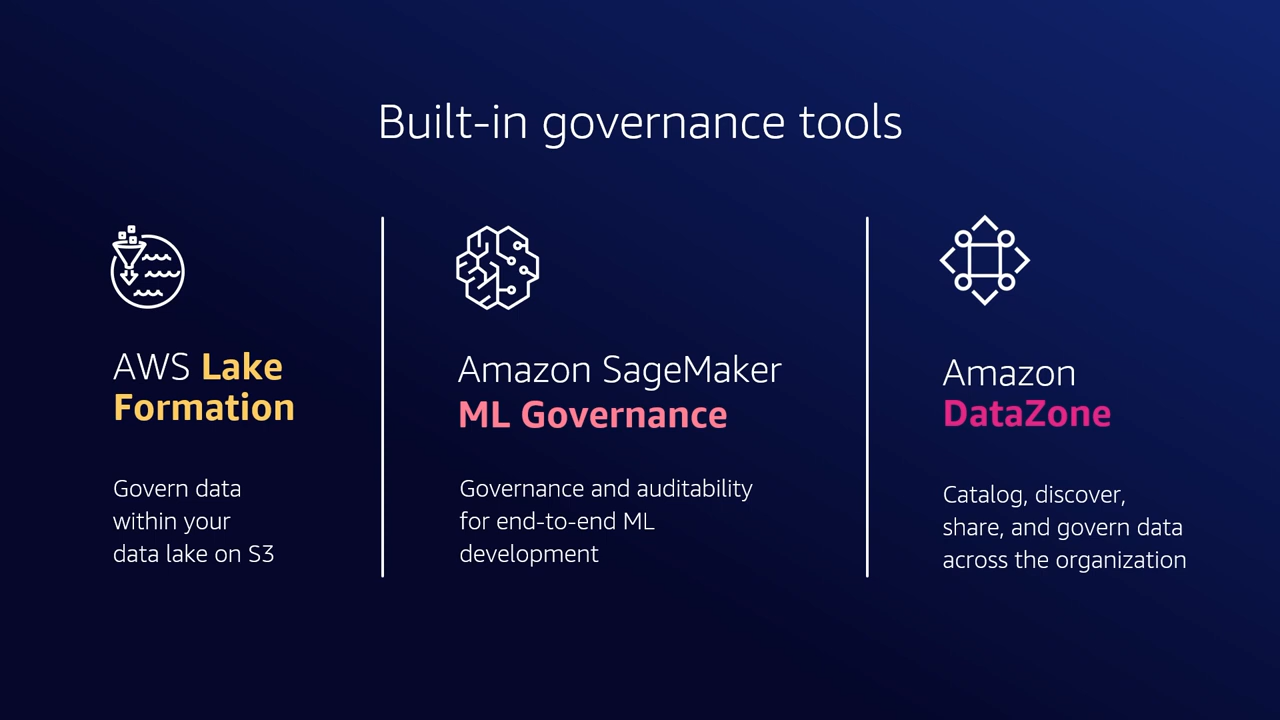 Built-in governance tools
AWS Lake
Formation
Govern data
within your
data lake on S3
Amazon SageMaker
ML Governance
Governance and auditability
for end-to-end ML
development
Amazon
DataZone
Catalog, discover,
share, and govern data
across the organization